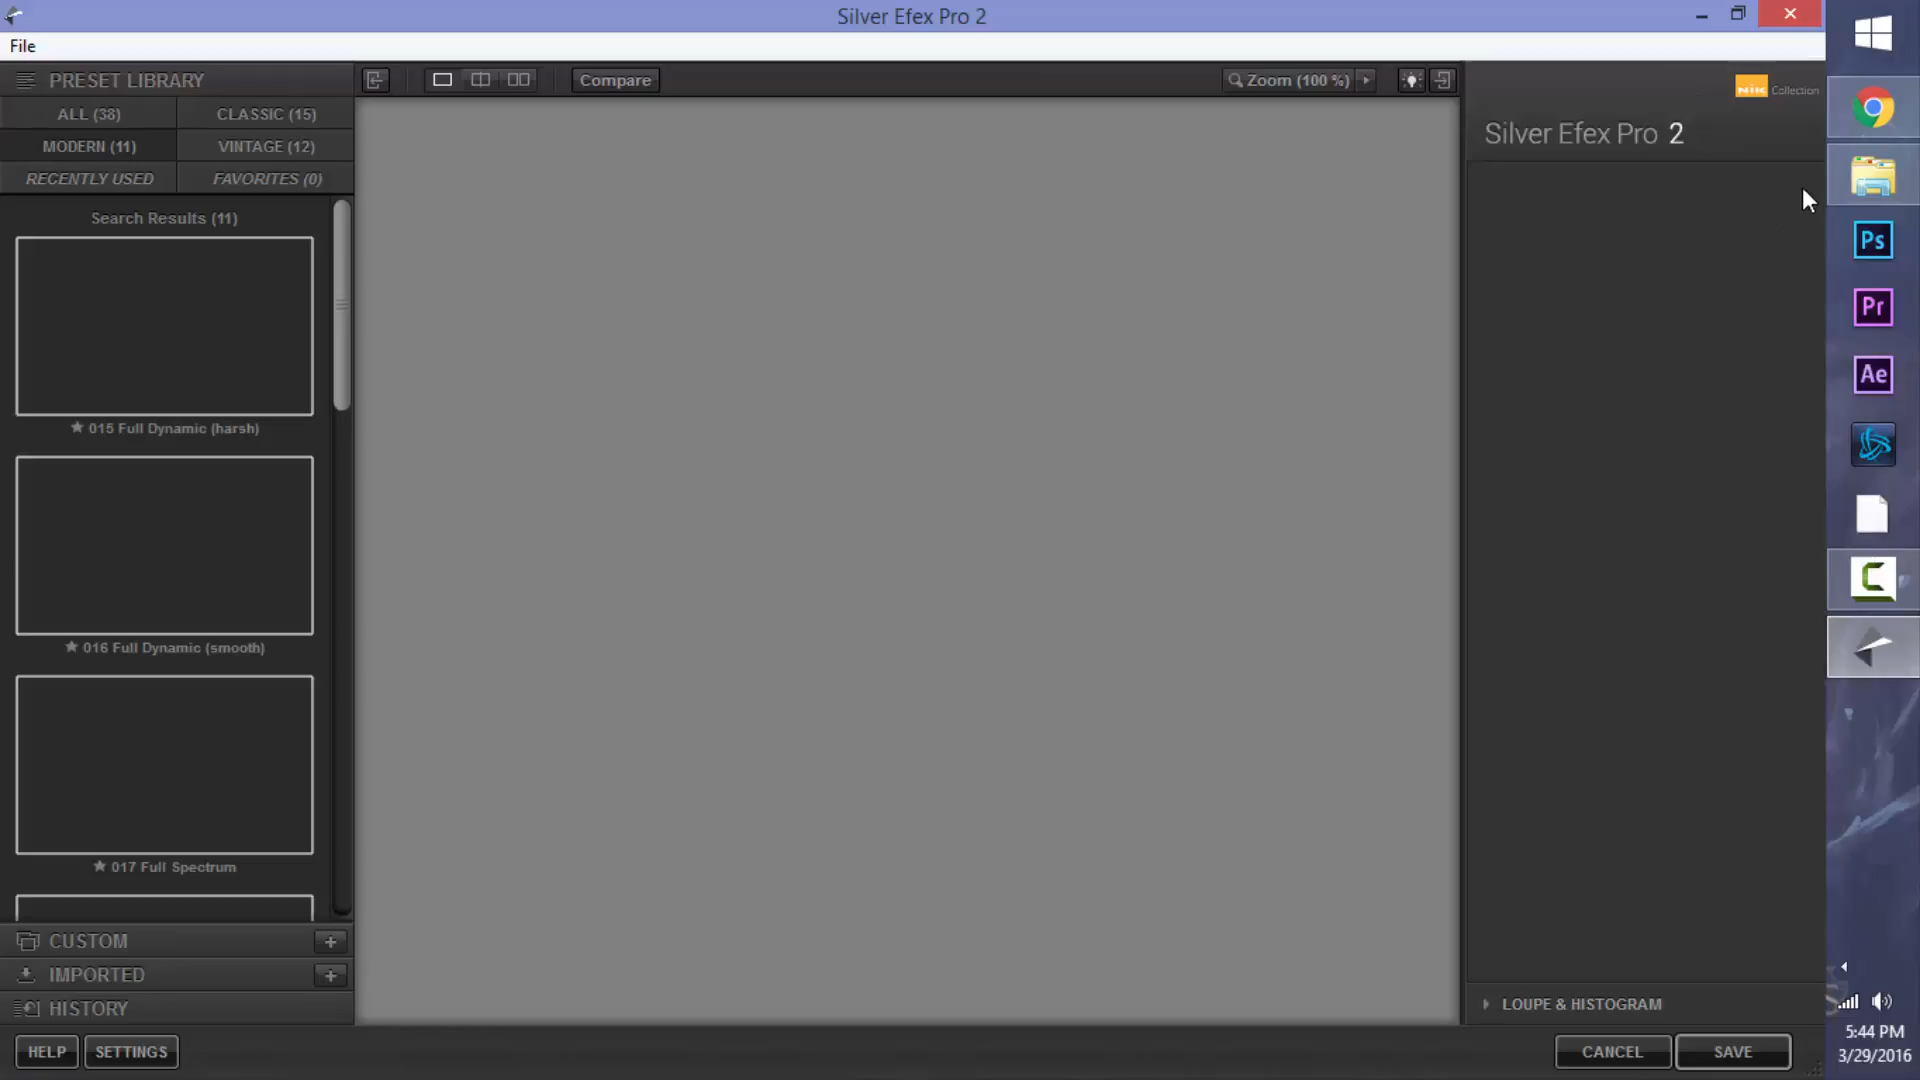 Silver Efex Pro 2
File
PRESET LIBRARY
ALL (38)
CLASSIC (15)
MODERN (11)
VINTAGE (12)
RECENTLY USED
FAVORITES (0)
Search Results (11)
★ 015 Full Dynamic (harsh)
★ 016 Full Dynamic (smooth)
★ 017 Full Spectrum
CUSTOM
IMPORTED
HISTORY
HELP
SETTINGS
Compare
Zoom (100 %)
Nik Collection
Silver Efex Pro 2
LOUPE & HISTOGRAM
CANCEL
SAVE
Ps
Pr
Ae
5:44 PM
3/29/2016